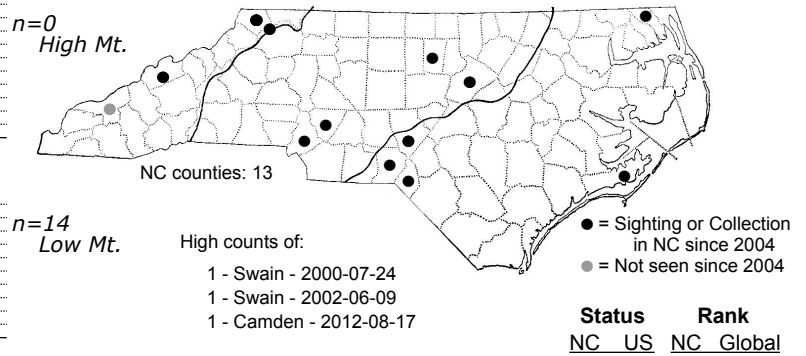 n=0
High Mt.
NC counties: 13
n=14
Low Mt.
High counts of:
1 - Swain - 2000-07-24
1 - Swain - 2002-06-09
1 - Camden - 2012-08-17
= Sighting or Collection
in NC since 2004
= Not seen since 2004
Status Rank
NC US NC Global